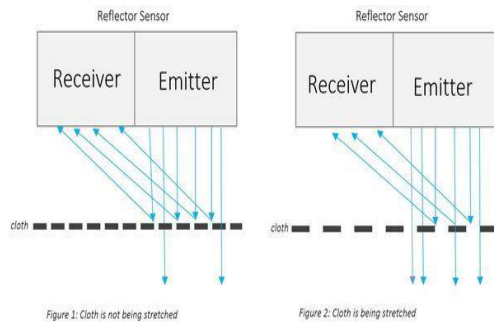 Reflector Sensor
Receiver
Emitter
cloth
Figure 1: Cloth is not being stretched
Reflector Sensor
Receiver
Emitter
cloth
Figure 2: Cloth is being stretched